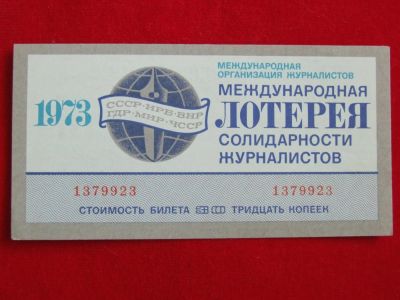 МЕЖДУНАРОДНАЯ
ОРГАНИЗАЦИЯ ЖУРНАЛИСТОВ
МЕЖДУНАРОДНАЯ
1973
ЛОТЕРЕЯ
СССР·НРБ·ВНР
ГДР·МНР·ЧССР
СОЛИДАРНОСТИ
ЖУРНАЛИСТОВ
1379923 1379923
СТОИМОСТЬ БИЛЕТА ТРИДЦАТЬ КОПЕЕК